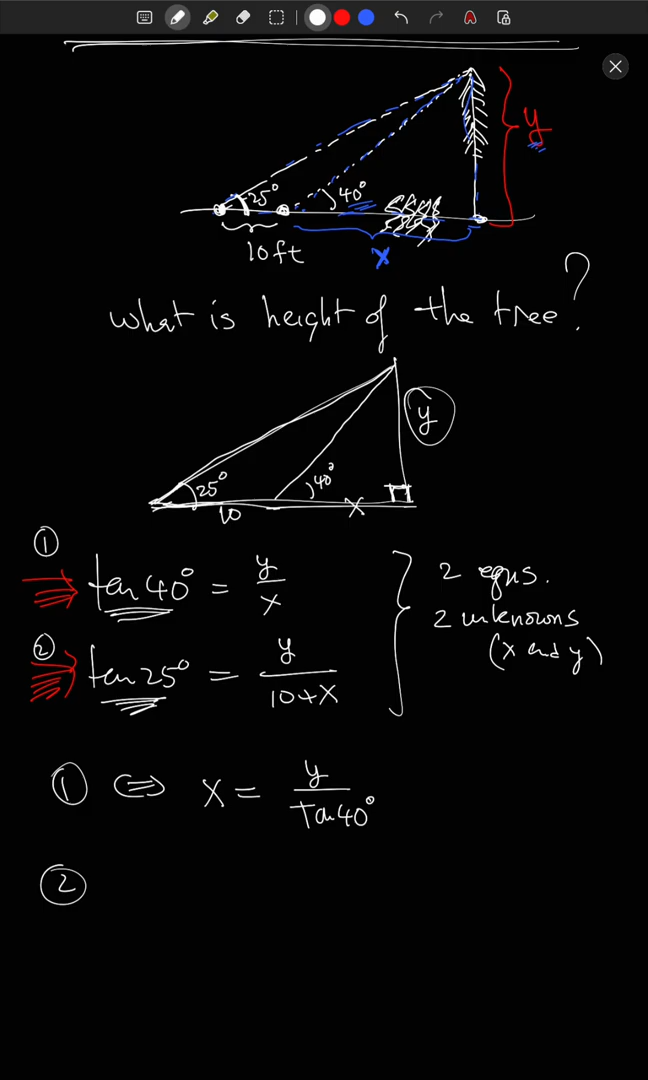 y
25°
40°
10ft
x
what is height of the tree?
y
25°
40°
10
x
①
tan 40° = y/x
2 eqns.
2 unknowns
(x and y)
②
tan 25° = y/(10+x)
① ⇔ x = y/Tan 40°
②